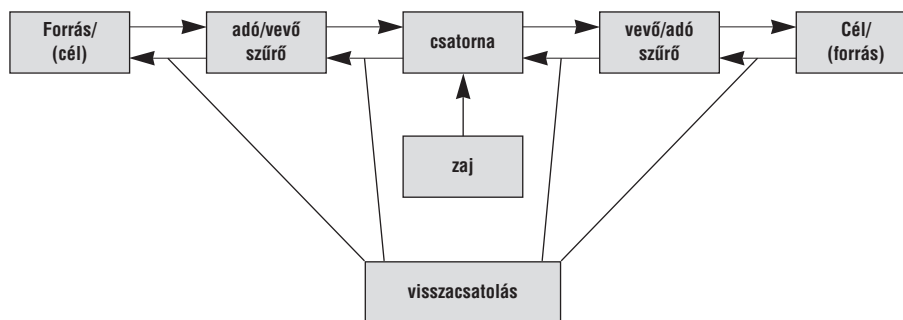 Forrás/
(cél)
adó/vevő
szűrő
csatorna
vevő/adó
szűrő
Cél/
(forrás)
zaj
visszacsatolás